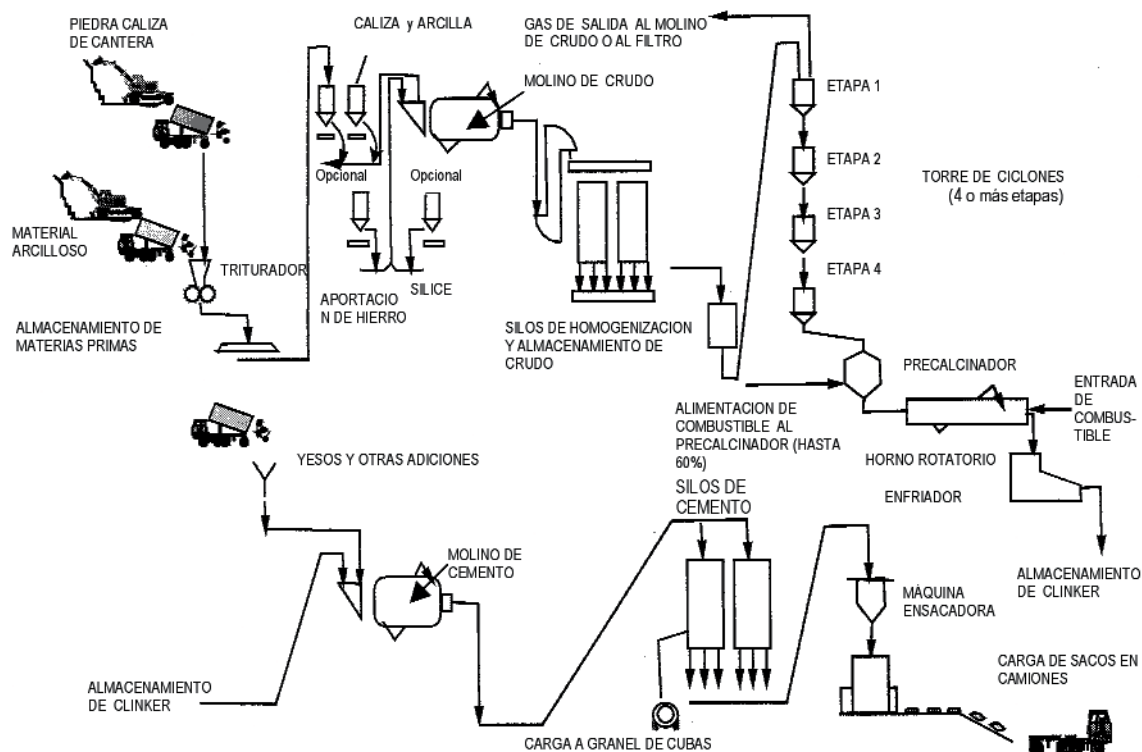 PIEDRA CALIZA
DE CANTERA
CALIZA y ARCILLA
GAS DE SALIDA AL MOLINO
DE CRUDO O AL FILTRO
MOLINO DE CRUDO
ETAPA 1
ETAPA 2
ETAPA 3
ETAPA 4
TORRE DE CICLONES
(4 o más etapas)
Opcional
Opcional
MATERIAL
ARCILLOSO
TRITURADOR
SILICE
APORTACIO
N DE HIERRO
ALMACENAMIENTO DE
MATERIAS PRIMAS
SILOS DE HOMOGENIZACION
Y ALMACENAMIENTO DE
CRUDO
PRECALCINADOR
ENTRADA
DE
COMBUS-
TIBLE
ALIMENTACION DE
COMBUSTIBLE AL
PRECALCINADOR (HASTA
60%)
HORNO ROTATORIO
ENFRIADOR
YESOS Y OTRAS ADICIONES
SILOS DE
CEMENTO
MOLINO DE
CEMENTO
ALMACENAMIENTO
DE CLINKER
MÁQUINA
ENSACADORA
ALMACENAMIENTO
DE CLINKER
CARGA DE SACOS EN
CAMIONES
CARGA A GRANEL DE CUBAS